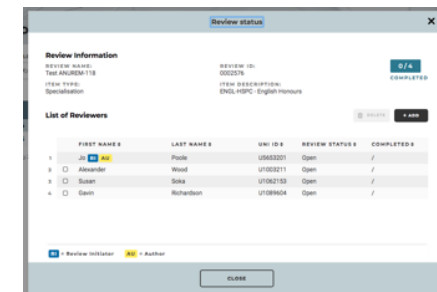 Review status
Review Information
REVIEW NAME:
Test ANUREM-118
REVIEW ID:
0002576
0/4
COMPLETED
ITEM TYPE:
Specialisation
ITEM DESCRIPTION:
ENGL-HSPC - English Honours
List of Reviewers
DELETE
+ ADD
FIRST NAME LAST NAME UNI ID REVIEW STATUS COMPLETED
1 Jo RI AU Poole U5653201 Open /
2 Alexander Wood U1003211 Open /
3 Susan Soka U1062153 Open /
4 Gavin Richardson U1089604 Open /
RI = Review Initiator AU = Author
CLOSE